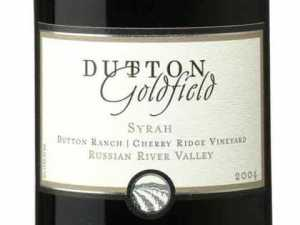 DUTTON
Goldfield
SYRAH
DUTTON RANCH | CHERRY RIDGE VINEYARD
RUSSIAN RIVER VALLEY
2004